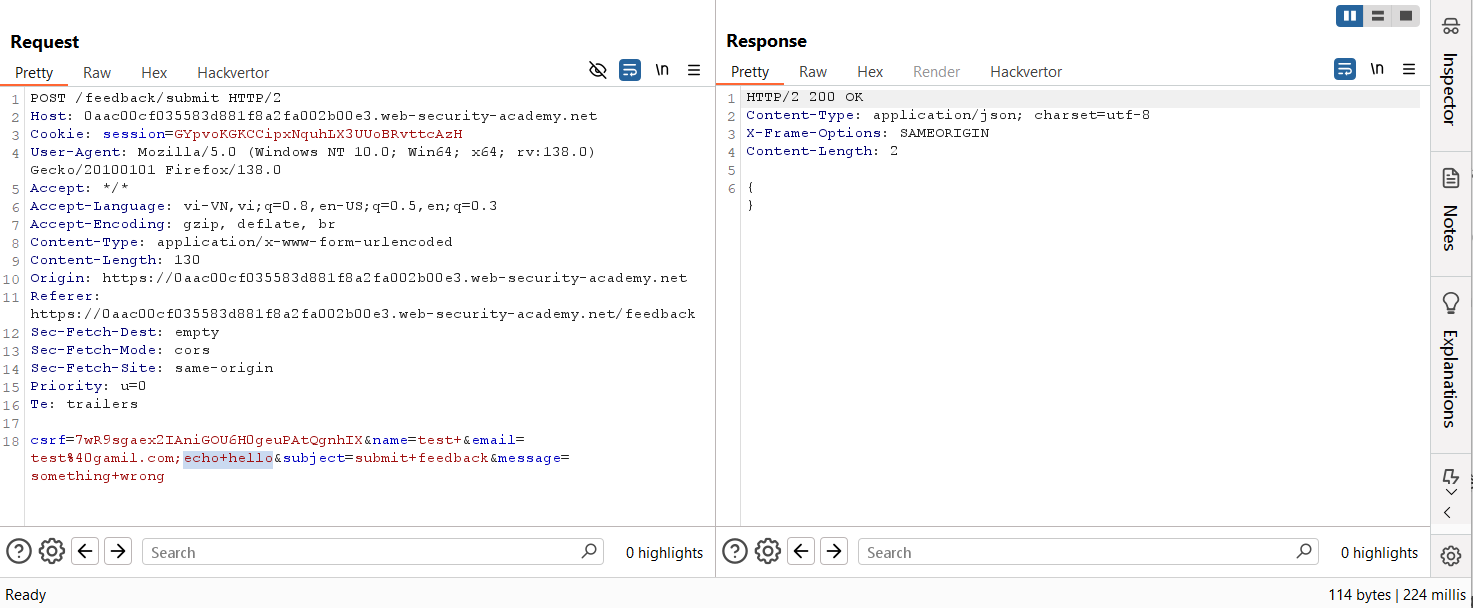 Request
Pretty Raw Hex Hackvertor \n
1 POST /feedback/submit HTTP/2
2 Host: 0aac00cf035583d881f8a2fa002b00e3.web-security-academy.net
3 Cookie: session=GYpvoKGKCCipxNquhLX3UUoBRvttcAzH
4 User-Agent: Mozilla/5.0 (Windows NT 10.0; Win64; x64; rv:138.0)
Gecko/20100101 Firefox/138.0
5 Accept: */*
6 Accept-Language: vi-VN,vi;q=0.8,en-US;q=0.5,en;q=0.3
7 Accept-Encoding: gzip, deflate, br
8 Content-Type: application/x-www-form-urlencoded
9 Content-Length: 130
10 Origin: https://0aac00cf035583d881f8a2fa002b00e3.web-security-academy.net
11 Referer:
https://0aac00cf035583d881f8a2fa002b00e3.web-security-academy.net/feedback
12 Sec-Fetch-Dest: empty
13 Sec-Fetch-Mode: cors
14 Sec-Fetch-Site: same-origin
15 Priority: u=0
16 Te: trailers
17
18 csrf=7wR9sgaex2IAniGOU6H0geuPAtQgnhIX&name=test+&email=
test%40gamil.com;echo+hello&subject=submit+feedback&message=
something+wrong
Search 0 highlights
Response
Pretty Raw Hex Render Hackvertor \n
1 HTTP/2 200 OK
2 Content-Type: application/json; charset=utf-8
3 X-Frame-Options: SAMEORIGIN
4 Content-Length: 2
5
6 {
}
Search 0 highlights
Inspector
Notes
Explanations
Ready 114 bytes | 224 millis